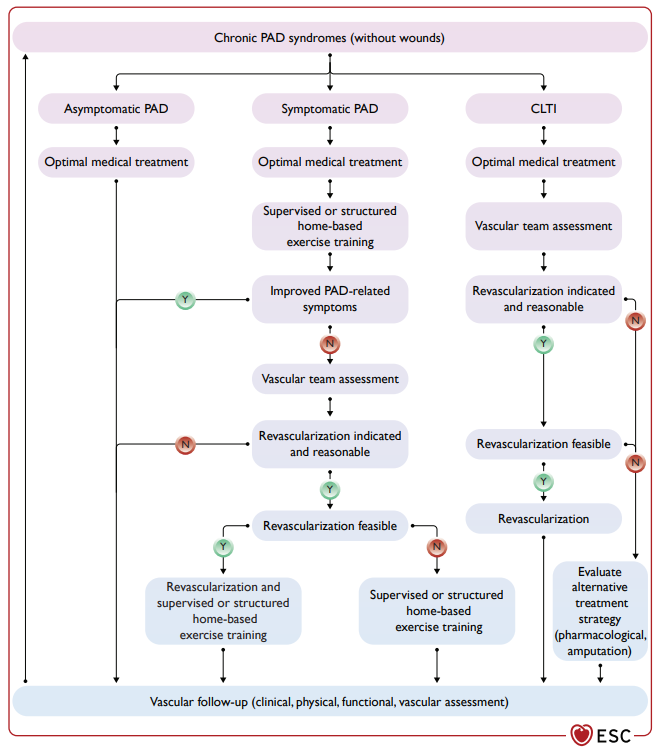 Chronic PAD syndromes (without wounds)
Asymptomatic PAD
Symptomatic PAD
CLTI
Optimal medical treatment
Optimal medical treatment
Optimal medical treatment
Supervised or structured
home-based
exercise training
Vascular team assessment
Improved PAD-related
symptoms
Revascularization indicated
and reasonable
Y
N
N
Y
Vascular team assessment
Revascularization indicated
and reasonable
Revascularization feasible
N
N
Y
Y
Revascularization feasible
Revascularization
Y
N
Revascularization and
supervised or structured
home-based
exercise training
Supervised or structured
home-based
exercise training
Evaluate
alternative
treatment
strategy
(pharmacological,
amputation)
Vascular follow-up (clinical, physical, functional, vascular assessment)
ESC